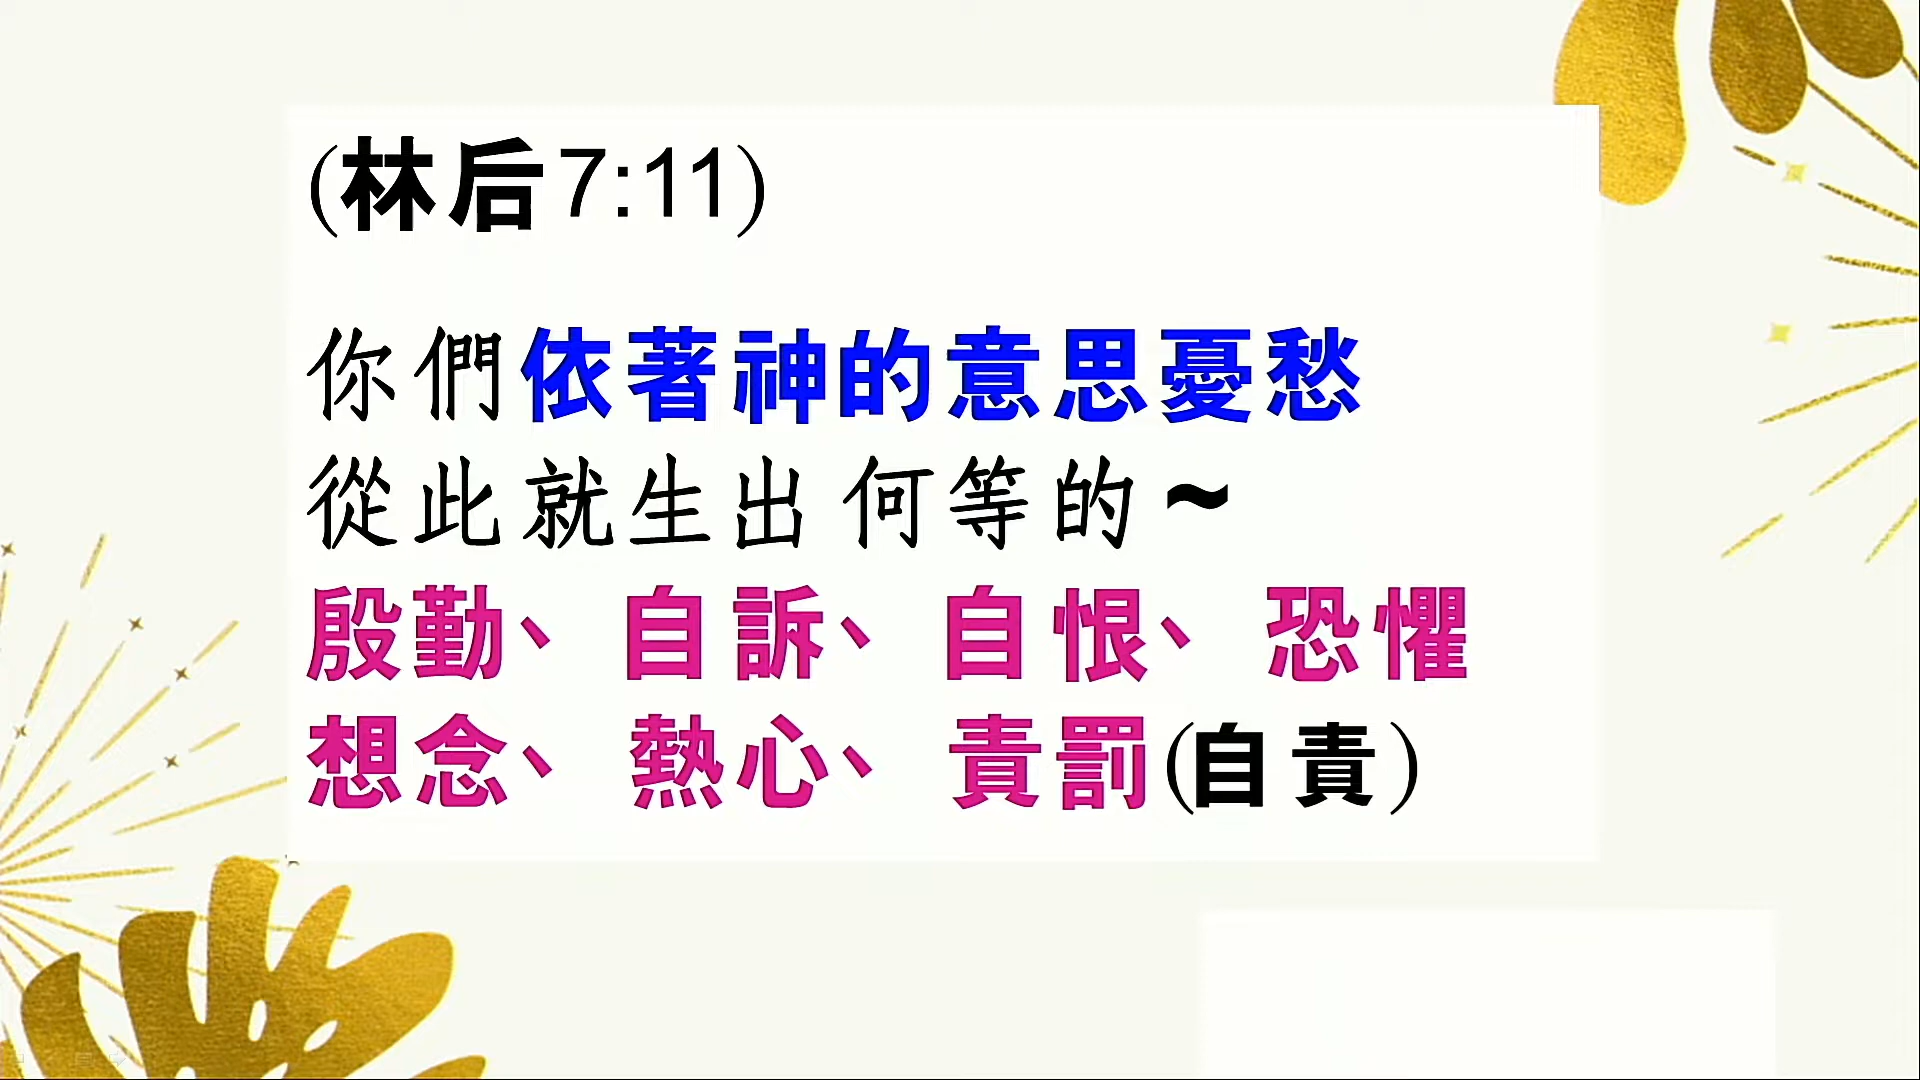 (林后7:11)
你們依著神的意思憂愁
從此就生出何等的~
殷勤、自訴、自恨、恐懼
想念、熱心、責罰(自責)